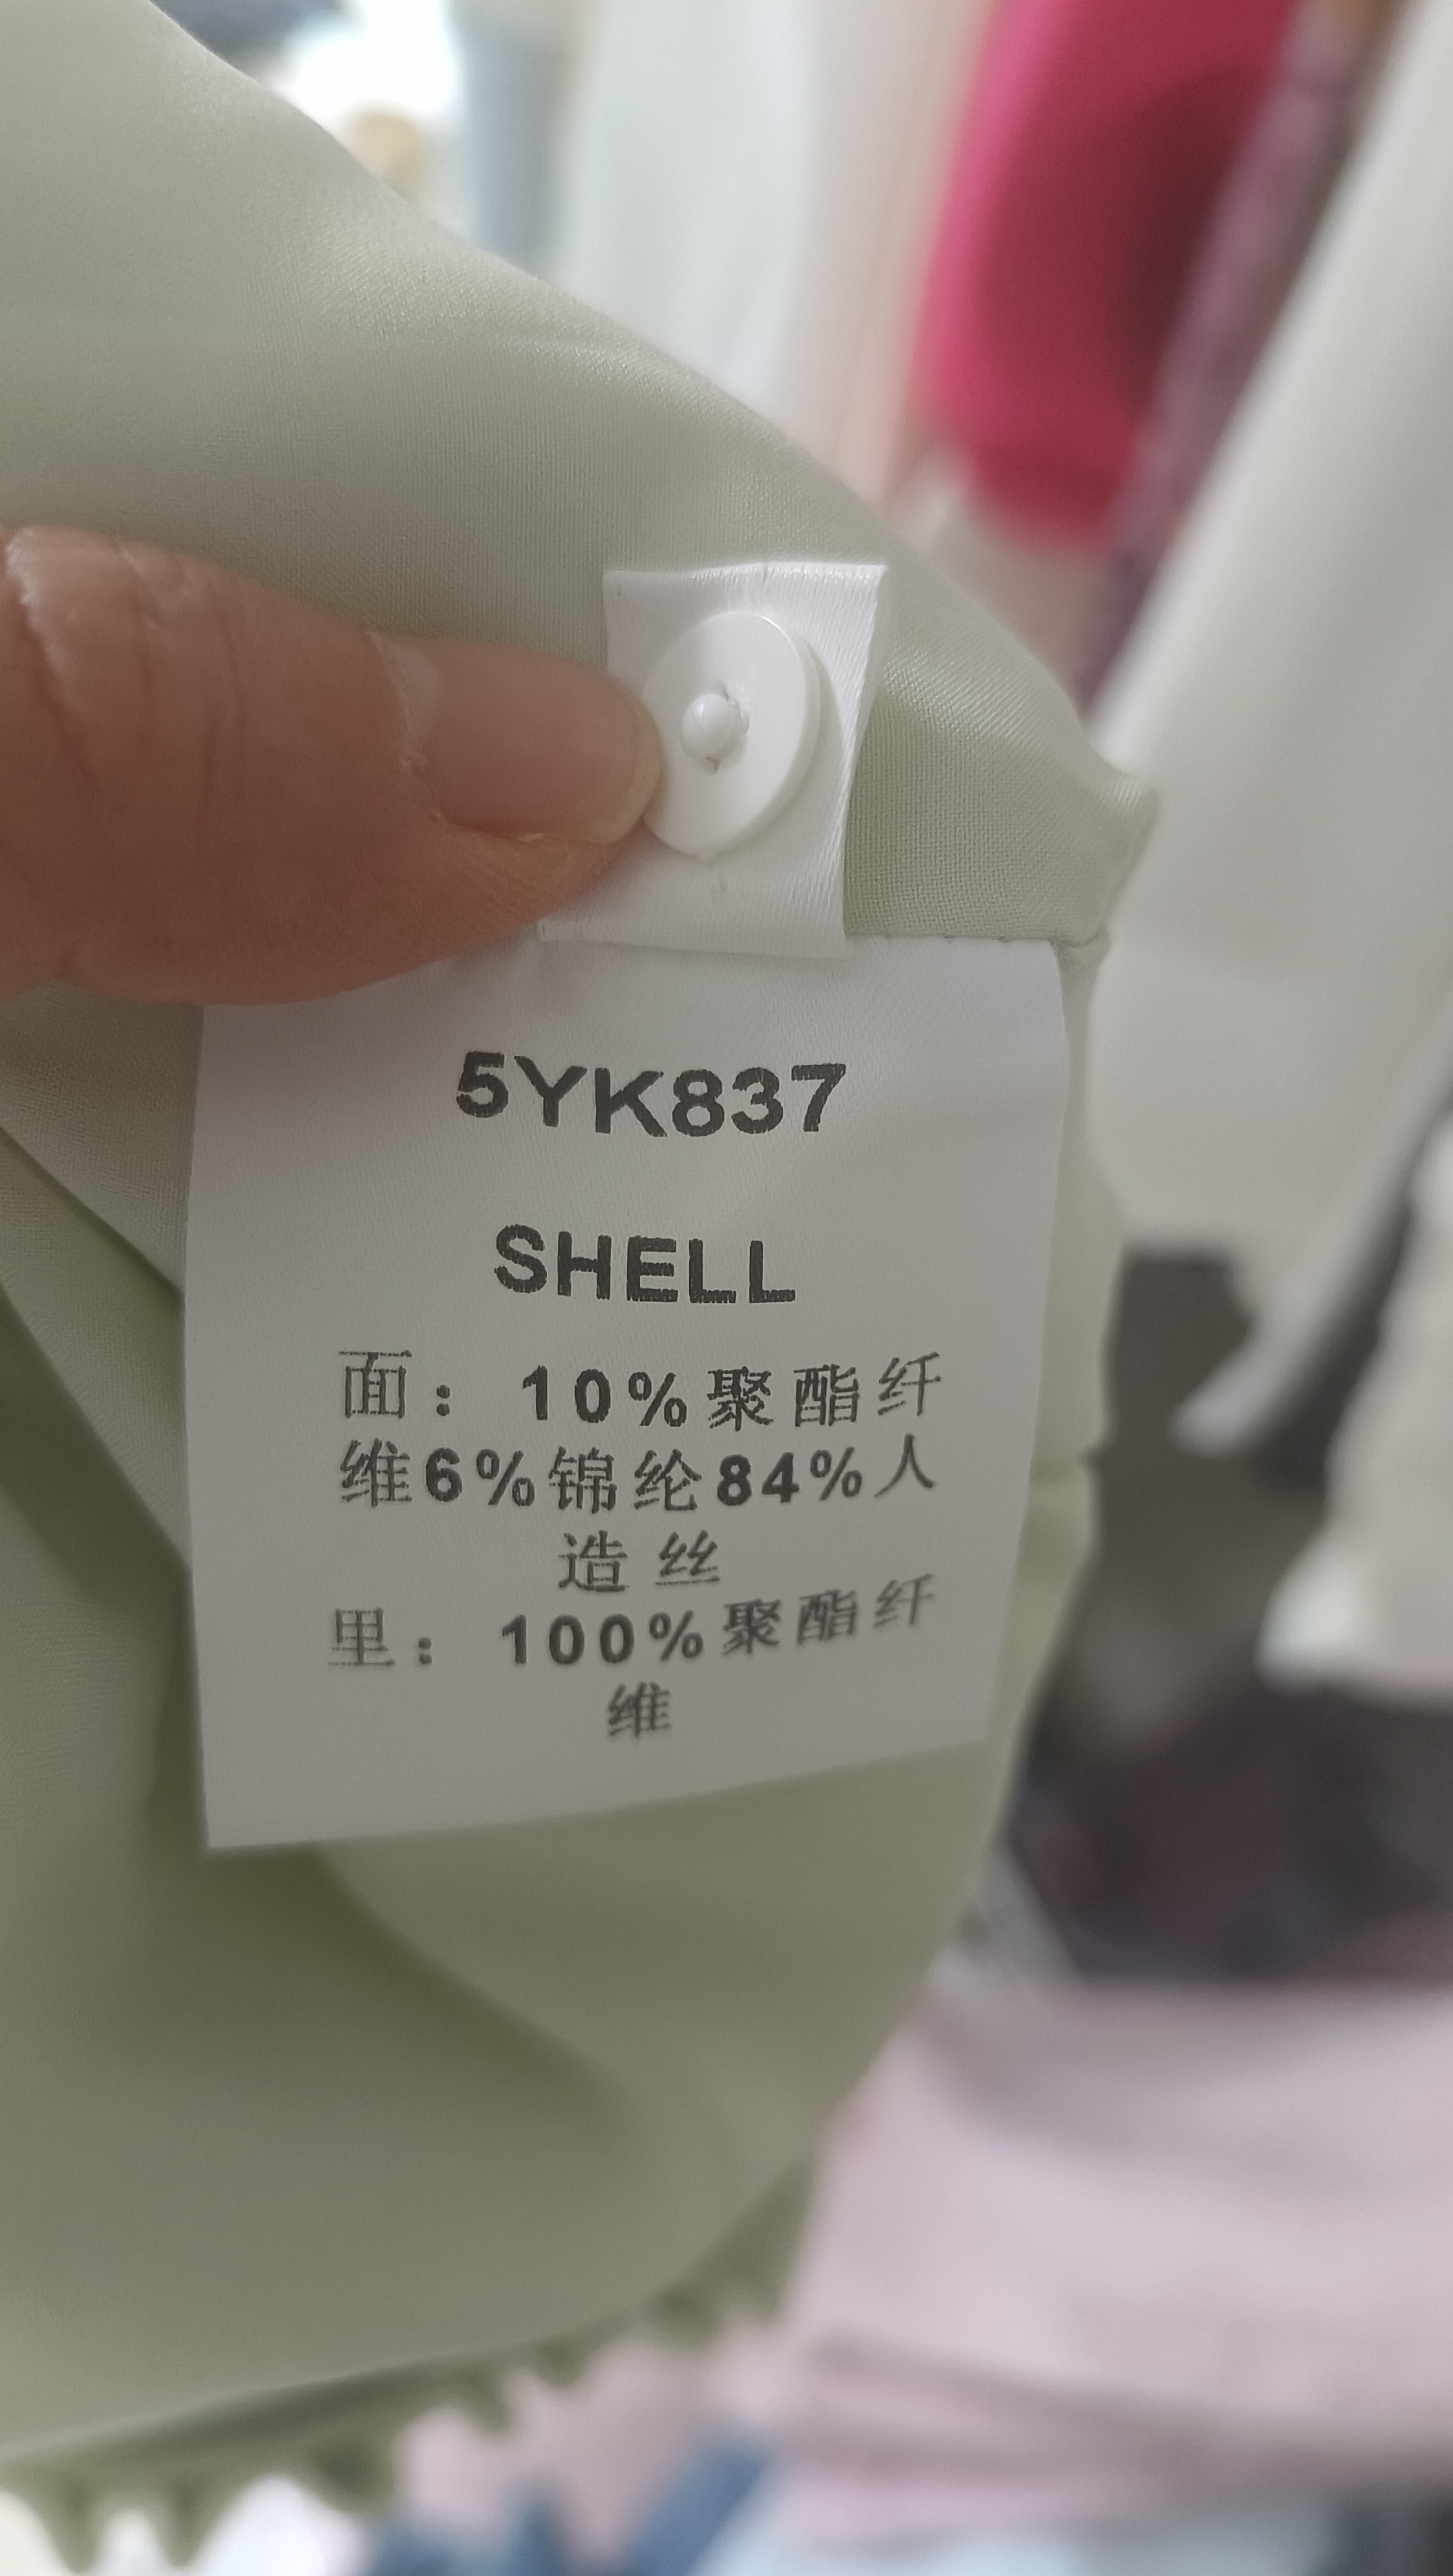 5YK837
SHELL
面：10%聚酯纤
维6%锦纶84%人
造丝
里：100%聚酯纤
维